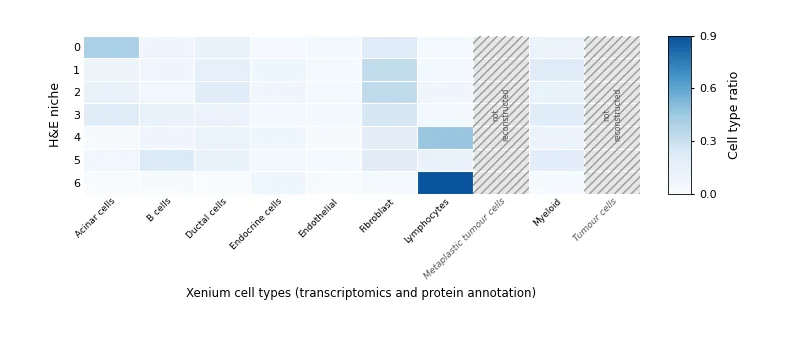 H&E niche
0
1
2
3
4
5
6
not
reconstructed
not
reconstructed
Acinar cells
B cells
Ductal cells
Endocrine cells
Endothelial
Fibroblast
Lymphocytes
Metaplastic tumour cells
Myeloid
Tumour cells
Xenium cell types (transcriptomics and protein annotation)
0.9
0.6
0.3
0.0
Cell type ratio